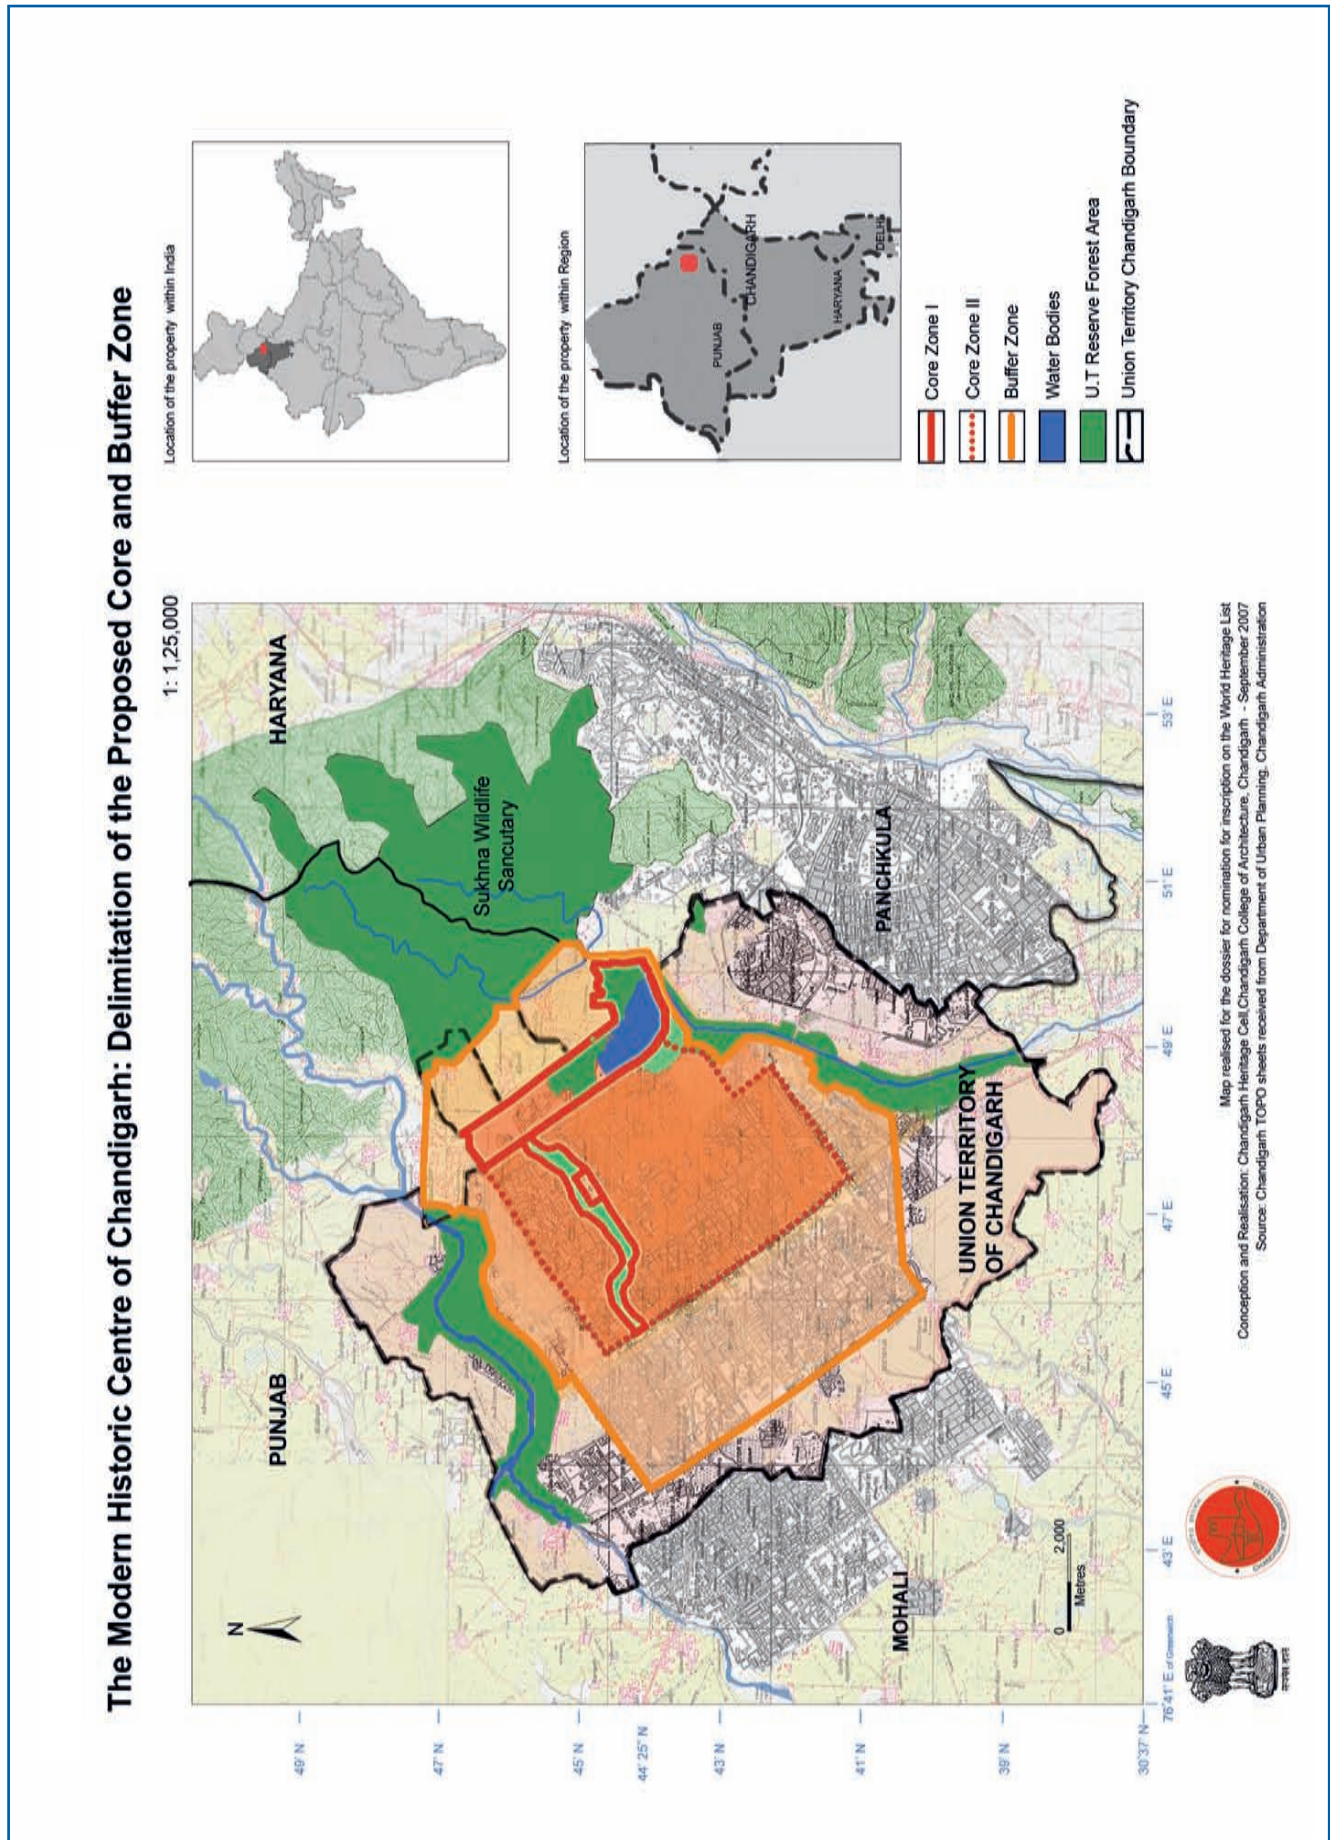 The Modern Historic Centre of Chandigarh: Delimitation of the Proposed Core and Buffer Zone
1: 1,25,000
N
PUNJAB
HARYANA
Sukhna Wildlife
Sancutary
PANCHKULA
UNION TERRITORY
OF CHANDIGARH
MOHALI
0 2,000
Metres
49' N
47' N
45' N
44' 25" N
43' N
41' N
39' N
30°37' N
76°41' E of Greenwich
43' E
45' E
47' E
49' E
51' E
53' E
Location of the property within India
Location of the property within Region
PUNJAB
CHANDIGARH
HARYANA
DELHI
Core Zone I
Core Zone II
Buffer Zone
Water Bodies
U.T Reserve Forest Area
Union Territory Chandigarh Boundary
Map realised for the dossier for nomination for inscription on the World Heritage List
Conception and Realisation: Chandigarh Heritage Cell,Chandigarh College of Architecture, Chandigarh - September 2007
Source: Chandigarh TOPO sheets received from Department of Urban Planning. Chandigarh Administration